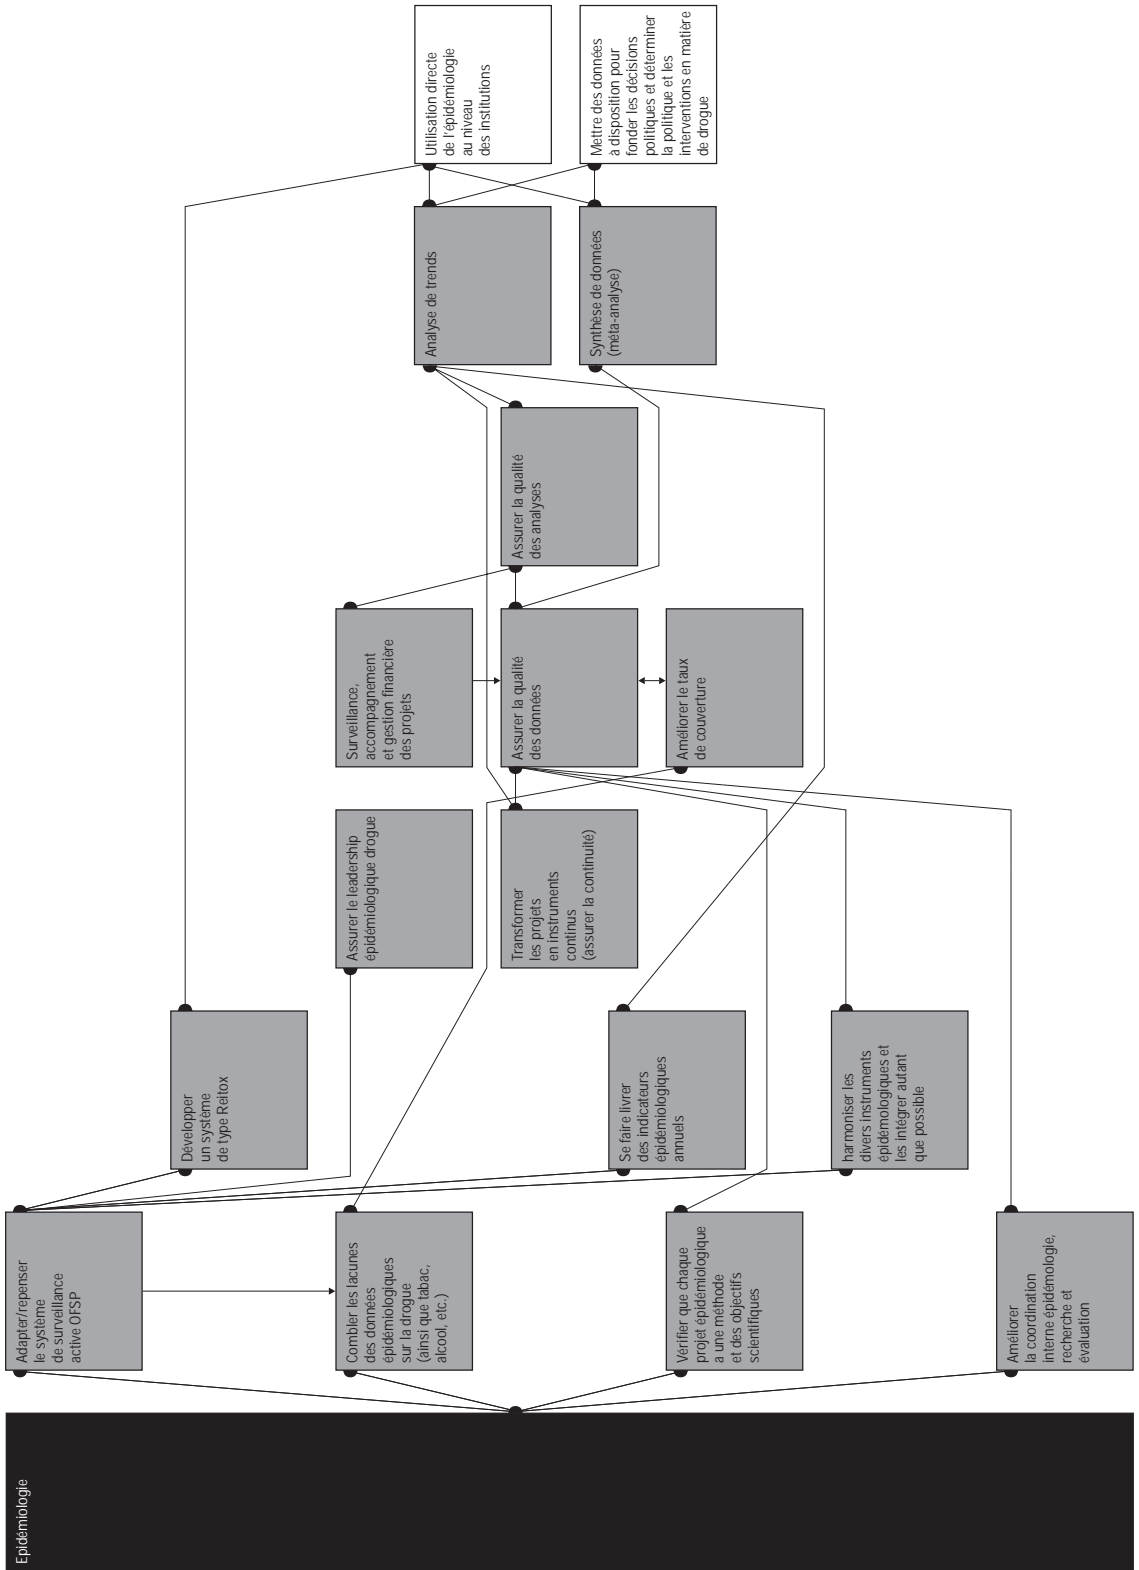 Epidémiologie
Adapter/repenser
le système
de surveillance
active OFSP
Combler les lacunes
des données
épidémiologiques
sur la drogue
(ainsi que tabac,
alcool, etc.)
Vérifier que chaque
projet épidémiologique
a une méthode
et des objectifs
scientifiques
Améliorer
la coordination
interne épidémologie,
recherche et
évaluation
Développer
un système
de type Reitox
Se faire livrer
des indicateurs
épidémiologiques
annuels
harmoniser les
divers instruments
épidémologiques et
les intégrer autant
que possible
Assurer le leadership
épidémiologique drogue
Transformer
les projets
en instruments
continus
(assurer la continuité)
Surveillance,
accompagnement
et gestion financière
des projets
Assurer la qualité
des données
Améliorer le taux
de couverture
Assurer la qualité
des analyses
Analyse de trends
Synthèse de données
(méta-analyse)
Utilisation directe
de l'épidémiologie
au niveau
des institutions
Mettre des données
à disposition pour
fonder les décisions
politiques et déterminer
la politique et les
interventions en matière
de drogue